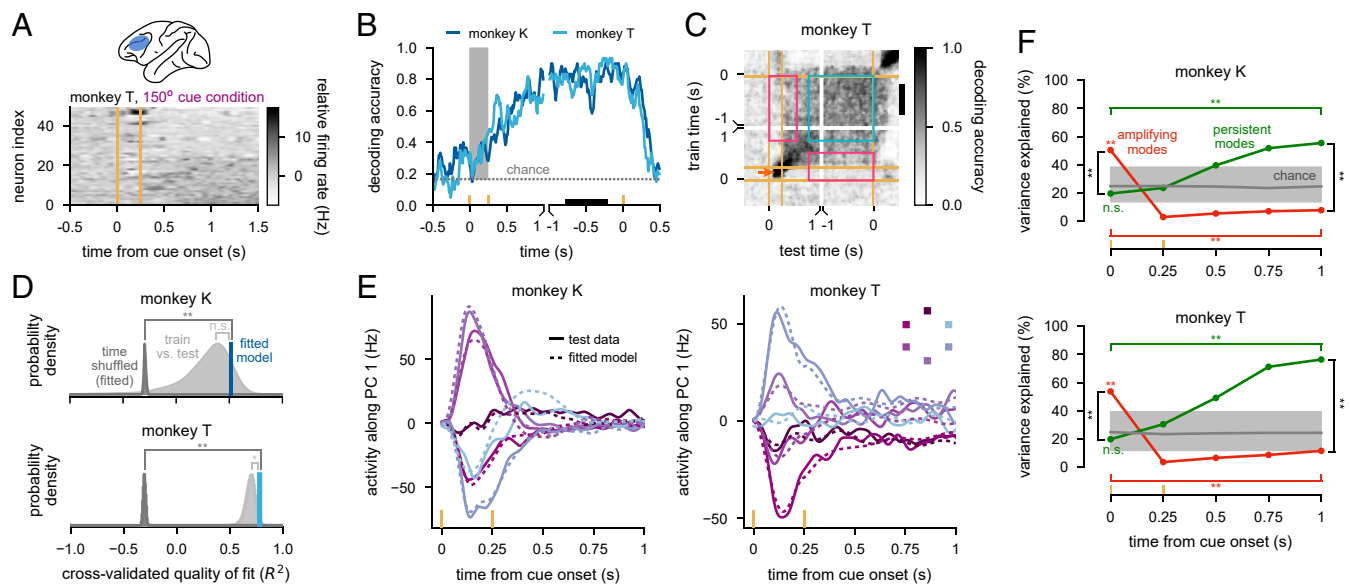 A
monkey T, 150° cue condition
neuron index
40
20
0
-0.5 0 0.5 1 1.5
time from cue onset (s)
10
0
relative firing rate (Hz)
B
monkey K monkey T
decoding accuracy
1.0
0.8
0.6
0.4
0.2
0.0
chance
-0.5 0 0.5 1 -1 -0.5 0 0.5
time (s)
C
monkey T
train time (s)
0
-1
1
0
0 1 -1 0
test time (s)
1.0
0.5
0.0
decoding accuracy
D
monkey K
probability density
**
n.s.
time shuffled (fitted)
train vs. test
fitted model
monkey T
probability density
**
*
−1.0 −0.5 0.0 0.5 1.0
cross-validated quality of fit (R²)
E
monkey K
activity along PC 1 (Hz)
50
0
−50
test data
fitted model
0 0.25 0.5 0.75 1
time from cue onset (s)
monkey T
activity along PC 1 (Hz)
50
0
−50
0 0.25 0.5 0.75 1
time from cue onset (s)
F
monkey K
variance explained (%)
100
80
60
40
20
0
**
**
amplifying modes
persistent modes
chance
**
n.s.
**
**
0 0.25 0.5 0.75 1
monkey T
variance explained (%)
100
80
60
40
20
0
**
**
**
n.s.
**
**
0 0.25 0.5 0.75 1
time from cue onset (s)